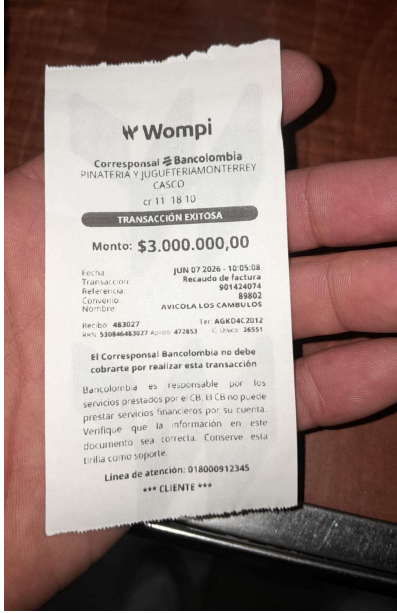 Wompi
Corresponsal Bancolombia
PIÑATERIA Y JUGUETERIAMONTERREY
CASCO
cr 11 18 10
TRANSACCIÓN EXITOSA
Monto: $3.000.000,00
Fecha: JUN 07 2026 - 10:05:08
Transacción: Recaudo de factura
Referencia: 901424074
Convenio: 89802
Nombre: AVICOLA LOS CAMBULOS
Recibo: 483027 Ter: AGKD4C2012
RRN: 530846483027 Apro: 472853 C. Único: 26551
El Corresponsal Bancolombia no debe
cobrarte por realizar esta transacción
Bancolombia es responsable por los
servicios prestados por el CB. El CB no puede
prestar servicios financieros por su cuenta.
Verifique que la información en este
documento sea correcta. Conserve esta
tirilla como soporte.
Línea de atención: 018000912345
*** CLIENTE ***